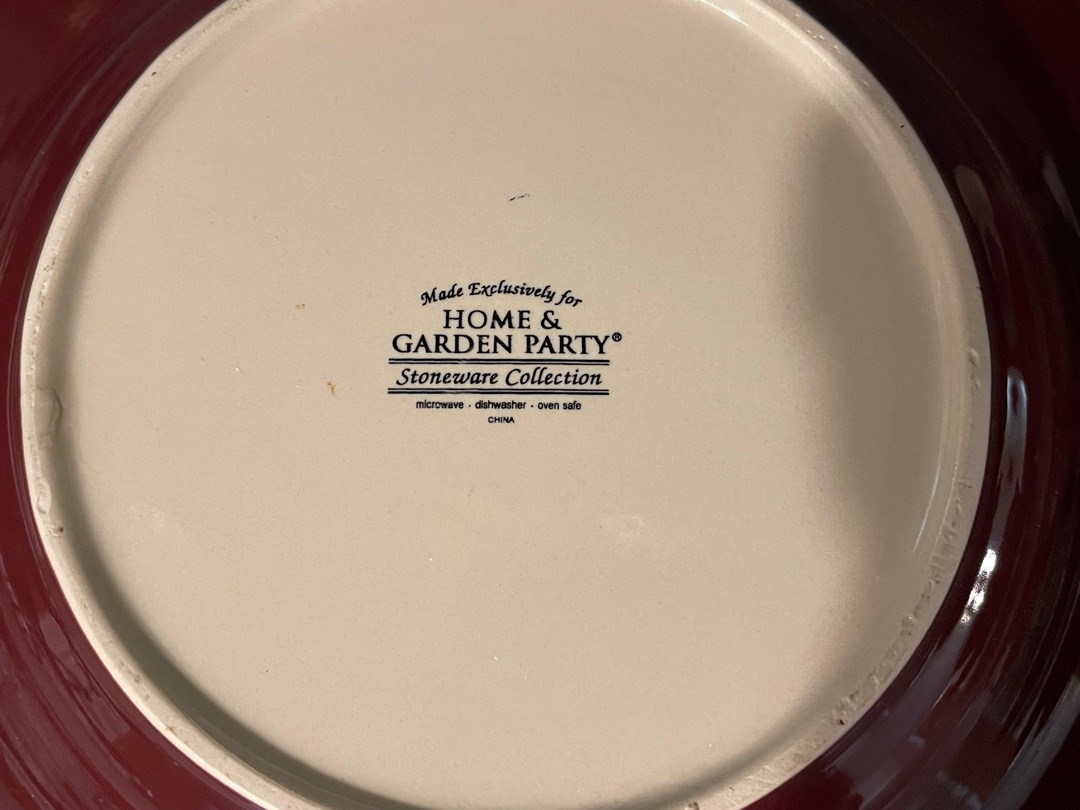 Made Exclusively for
HOME &
GARDEN PARTY®
Stoneware Collection
microwave · dishwasher · oven safe
CHINA